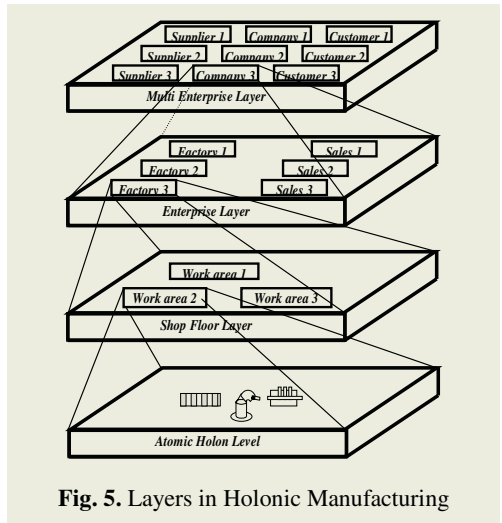 Supplier 1 Company 1 Customer 1
Supplier 2 Company 2 Customer 2
Supplier 3 Company 3 Customer 3
Multi Enterprise Layer
Factory 1 Sales 1
Factory 2 Sales 2
Factory 3 Sales 3
Enterprise Layer
Work area 1
Work area 2 Work area 3
Shop Floor Layer
Atomic Holon Level
Fig. 5. Layers in Holonic Manufacturing